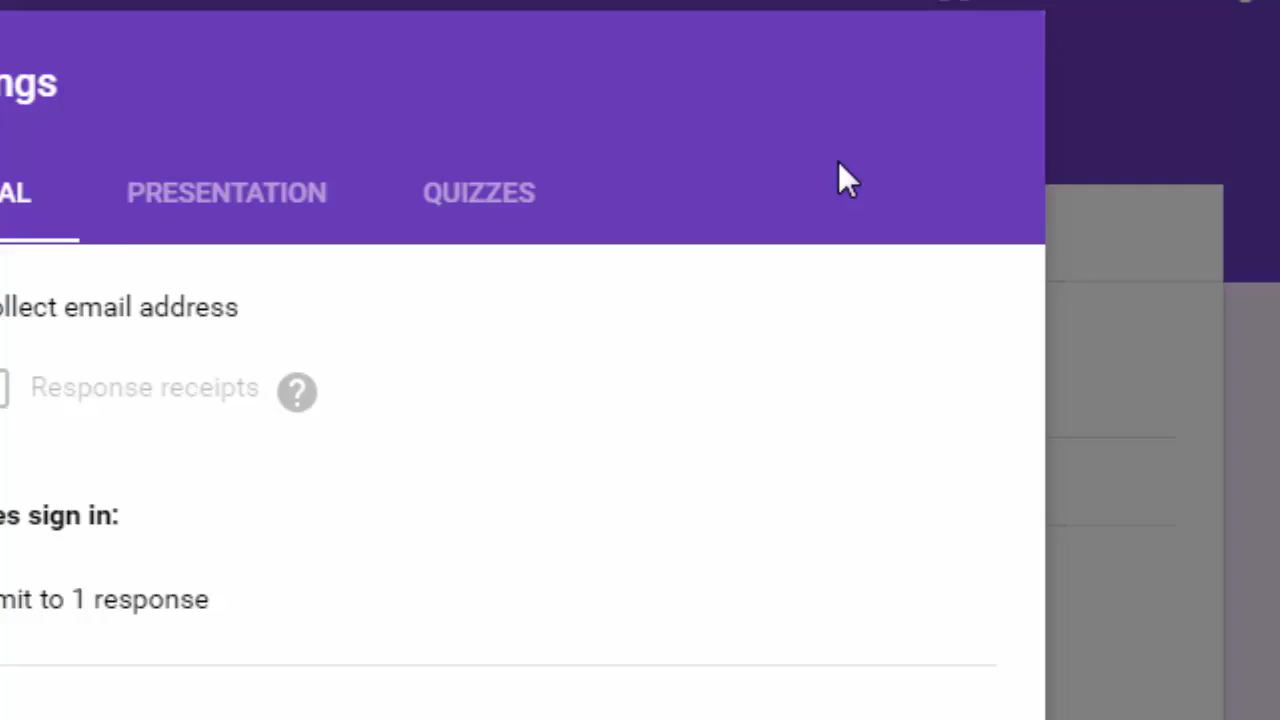 ngs
AL PRESENTATION QUIZZES
ollect email address
Response receipts ?
es sign in:
mit to 1 response